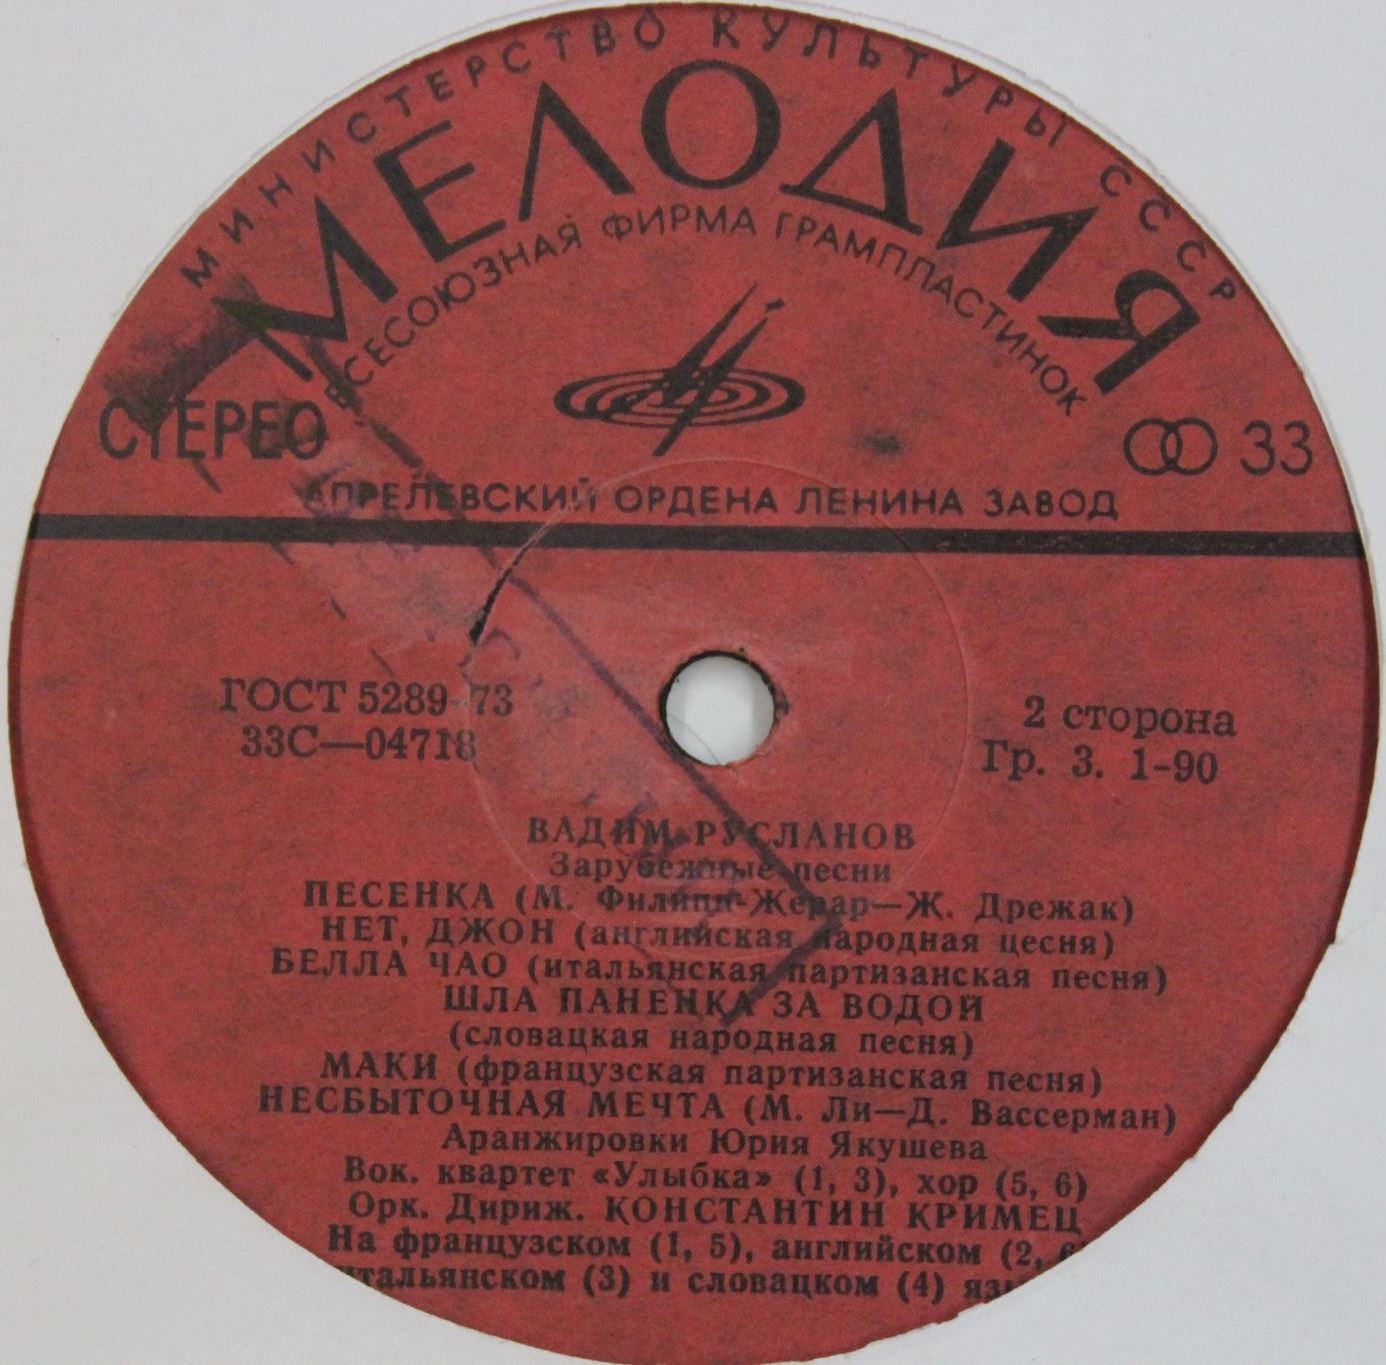 МИНИСТЕРСТВО КУЛЬТУРЫ СССР
МЕЛОДИЯ
ВСЕСОЮЗНАЯ ФИРМА ГРАМПЛАСТИНОК
СТЕРЕО 33
АПРЕЛЕВСКИЙ ОРДЕНА ЛЕНИНА ЗАВОД
ГОСТ 5289-73
33С—04718
2 сторона
Гр. 3. 1-90
ВАДИМ РУСЛАНОВ
Зарубежные песни
ПЕСЕНКА (М. Филипп-Жерар—Ж. Дрежак)
НЕТ, ДЖОН (английская народная цесня)
БЕЛЛА ЧАО (итальянская партизанская песня)
ШЛА ПАНЕНКА ЗА ВОДОЙ
(словацкая народная песня)
МАКИ (французская партизанская песня)
НЕСБЫТОЧНАЯ МЕЧТА (М. Ли—Д. Вассерман)
Аранжировки Юрия Якушева
Вок. квартет «Улыбка» (1, 3), хор (5, 6)
Орк. Дириж. КОНСТАНТИН КРИМЕЦ
На французском (1, 5), английском (2, 6
итальянском (3) и словацком (4)